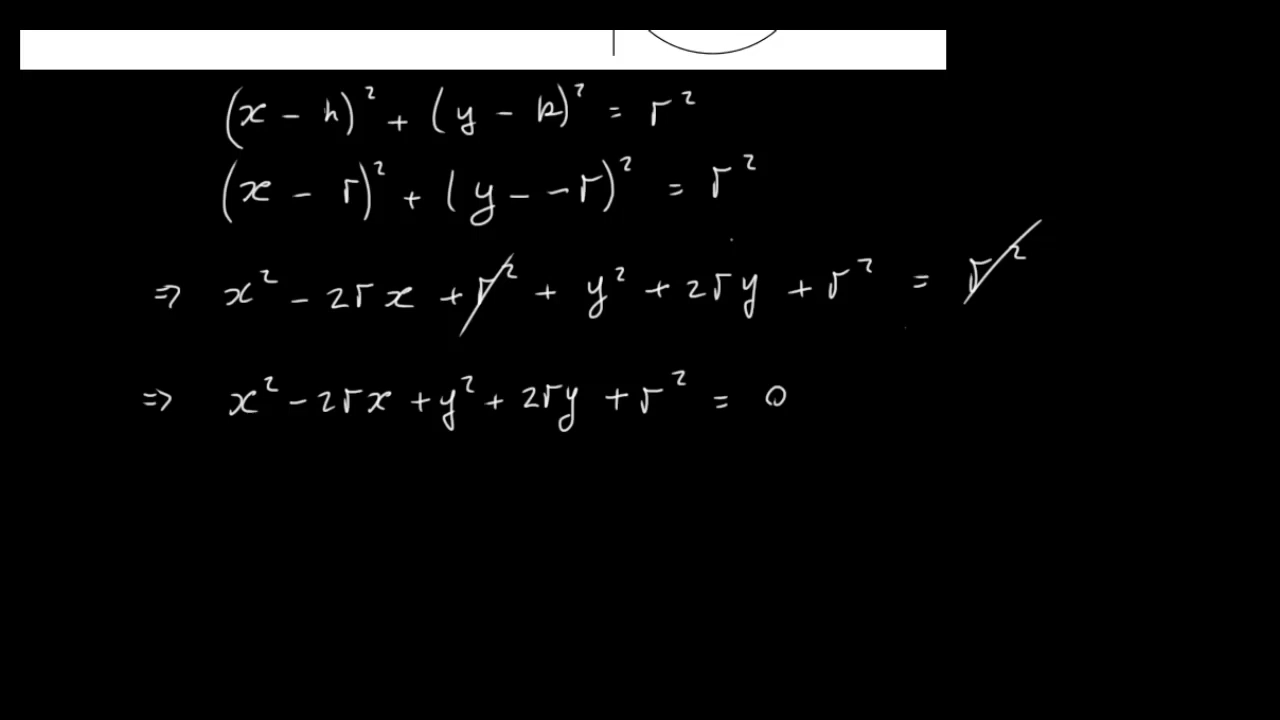 (x - h)² + (y - k)² = r²
(x - r)² + (y - -r)² = r²
⇒ x² - 2rx + r² + y² + 2ry + r² = r²
⇒ x² - 2rx + y² + 2ry + r² = 0